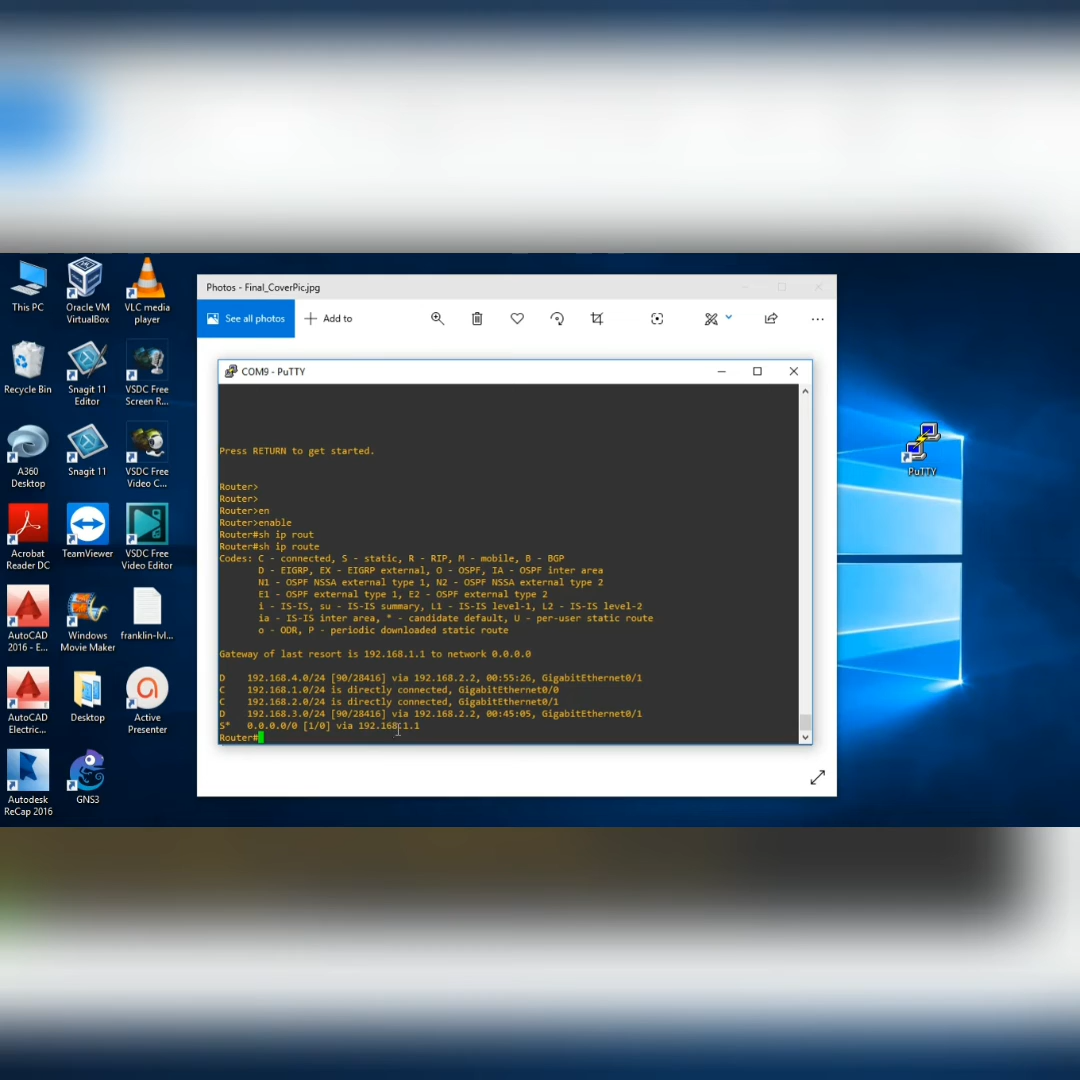 This PC
Oracle VM
VirtualBox
VLC media
player
Recycle Bin
Snagit 11
Editor
VSDC Free
Screen R...
A360
Desktop
Snagit 11
VSDC Free
Video C...
Acrobat
Reader DC
TeamViewer
VSDC Free
Video Editor
AutoCAD
2016 - E...
Windows
Movie Maker
franklin-lvl...
AutoCAD
Electric...
Desktop
Active
Presenter
Autodesk
ReCap 2016
GNS3
Photos - Final_CoverPic.jpg
See all photos
Add to
COM9 - PuTTY
Press RETURN to get started.
Router>
Router>
Router>en
Router>enable
Router#sh ip rout
Router#sh ip route
Codes: C - connected, S - static, R - RIP, M - mobile, B - BGP
D - EIGRP, EX - EIGRP external, O - OSPF, IA - OSPF inter area
N1 - OSPF NSSA external type 1, N2 - OSPF NSSA external type 2
E1 - OSPF external type 1, E2 - OSPF external type 2
i - IS-IS, su - IS-IS summary, L1 - IS-IS level-1, L2 - IS-IS level-2
ia - IS-IS inter area, * - candidate default, U - per-user static route
o - ODR, P - periodic downloaded static route
Gateway of last resort is 192.168.1.1 to network 0.0.0.0
D 192.168.4.0/24 [90/28416] via 192.168.2.2, 00:55:26, GigabitEthernet0/1
C 192.168.1.0/24 is directly connected, GigabitEthernet0/0
C 192.168.2.0/24 is directly connected, GigabitEthernet0/1
D 192.168.3.0/24 [90/28416] via 192.168.2.2, 00:45:05, GigabitEthernet0/1
S* 0.0.0.0/0 [1/0] via 192.168.1.1
Router#
PuTTY